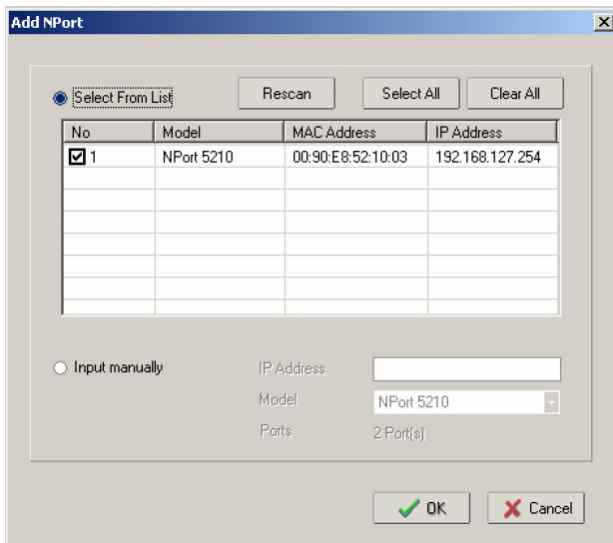 Add NPort
Select From List Rescan Select All Clear All
No Model MAC Address IP Address
1 NPort 5210 00:90:E8:52:10:03 192.168.127.254
Input manually IP Address
Model NPort 5210
Ports 2 Port(s)
OK Cancel